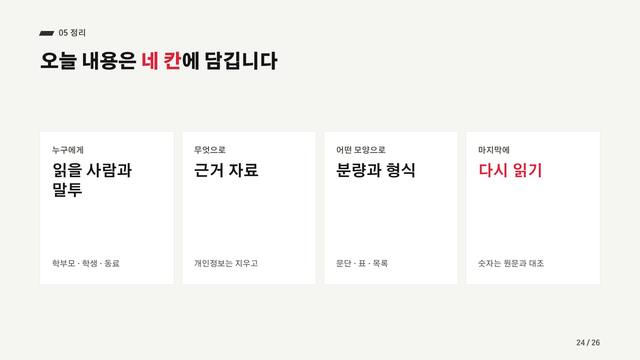 05 정리
오늘 내용은 네 칸에 담깁니다
누구에게
읽을 사람과
말투
학부모 · 학생 · 동료
무엇으로
근거 자료
개인정보는 지우고
어떤 모양으로
분량과 형식
문단 · 표 · 목록
마지막에
다시 읽기
숫자는 원문과 대조
24 / 26